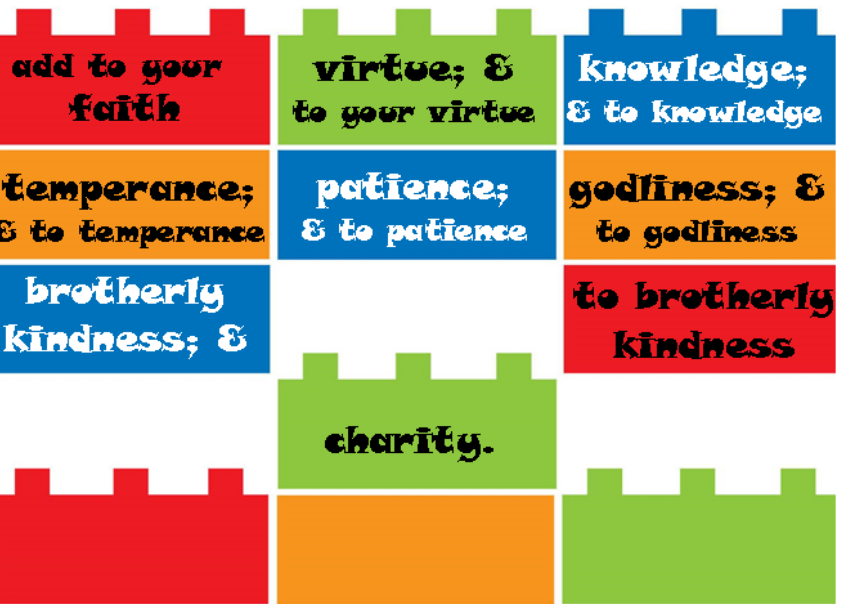 add to your
faith
virtue; &
to your virtue
knowledge;
& to knowledge
temperance;
& to temperance
patience;
& to patience
godliness; &
to godliness
brotherly
kindness; &
to brotherly
kindness
charity.